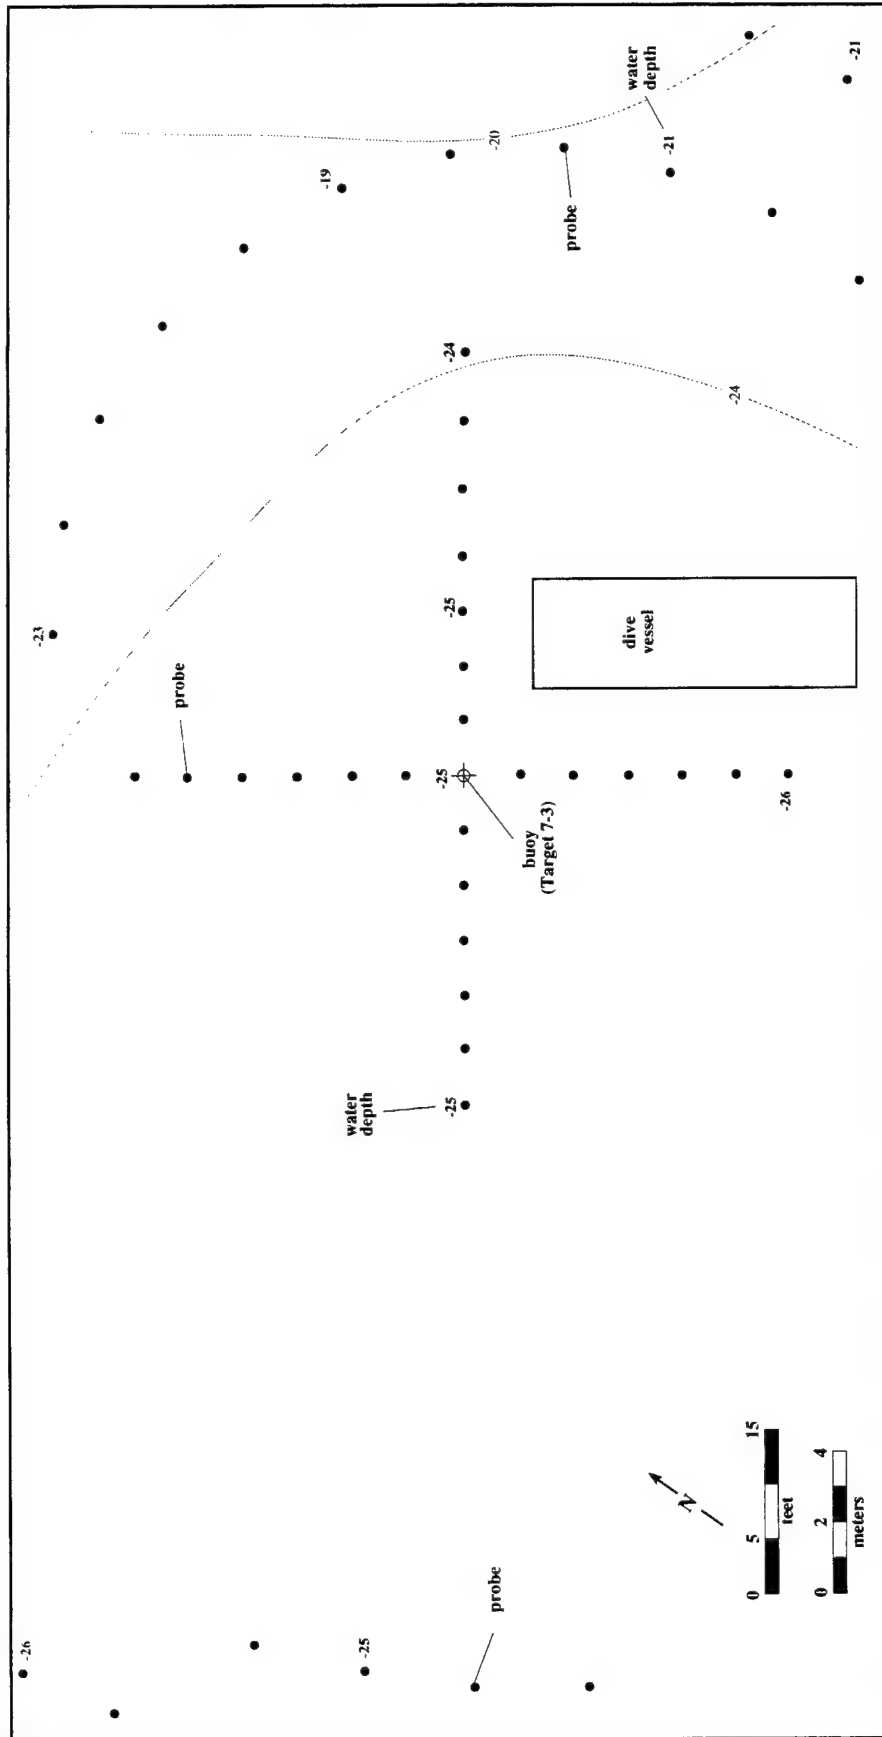 -26
-25
probe
N
0
5
15
feet
0
2
4
meters
water
depth
-25
buoy
(Target 7-3)
-25
-26
probe
-23
dive
vessel
-25
-24
-24
-19
probe
-20
-21
water
depth
-21